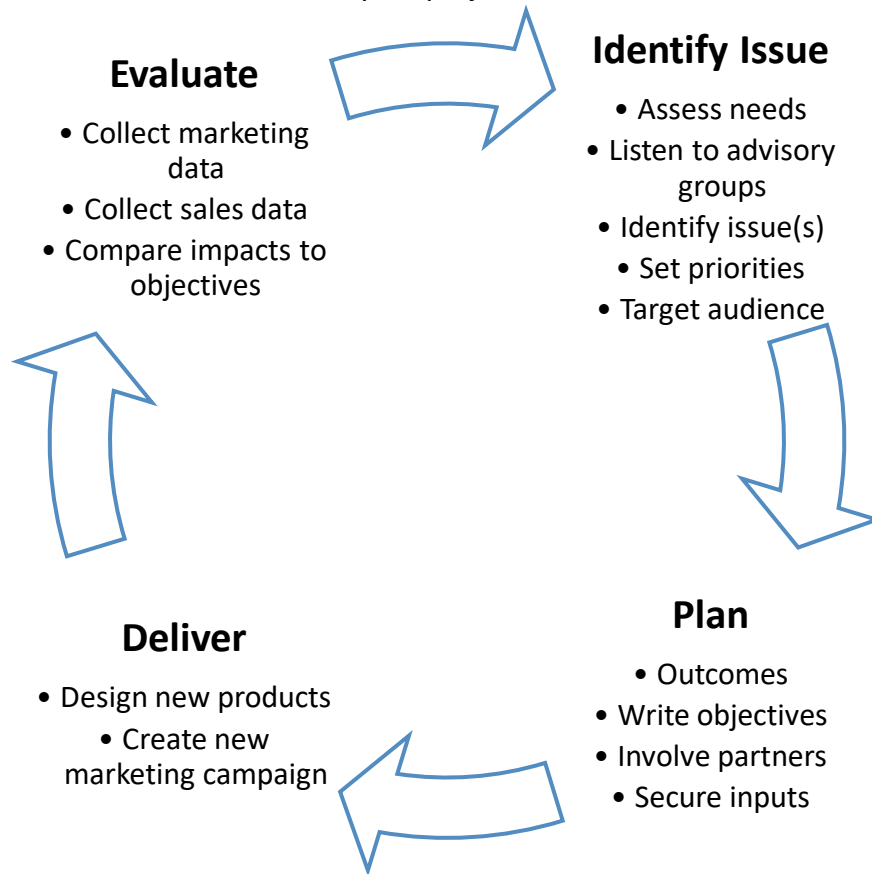 Evaluate
• Collect marketing
data
• Collect sales data
• Compare impacts to
objectives
Identify Issue
• Assess needs
• Listen to advisory
groups
• Identify issue(s)
• Set priorities
• Target audience
Plan
• Outcomes
• Write objectives
• Involve partners
• Secure inputs
Deliver
• Design new products
• Create new
marketing campaign